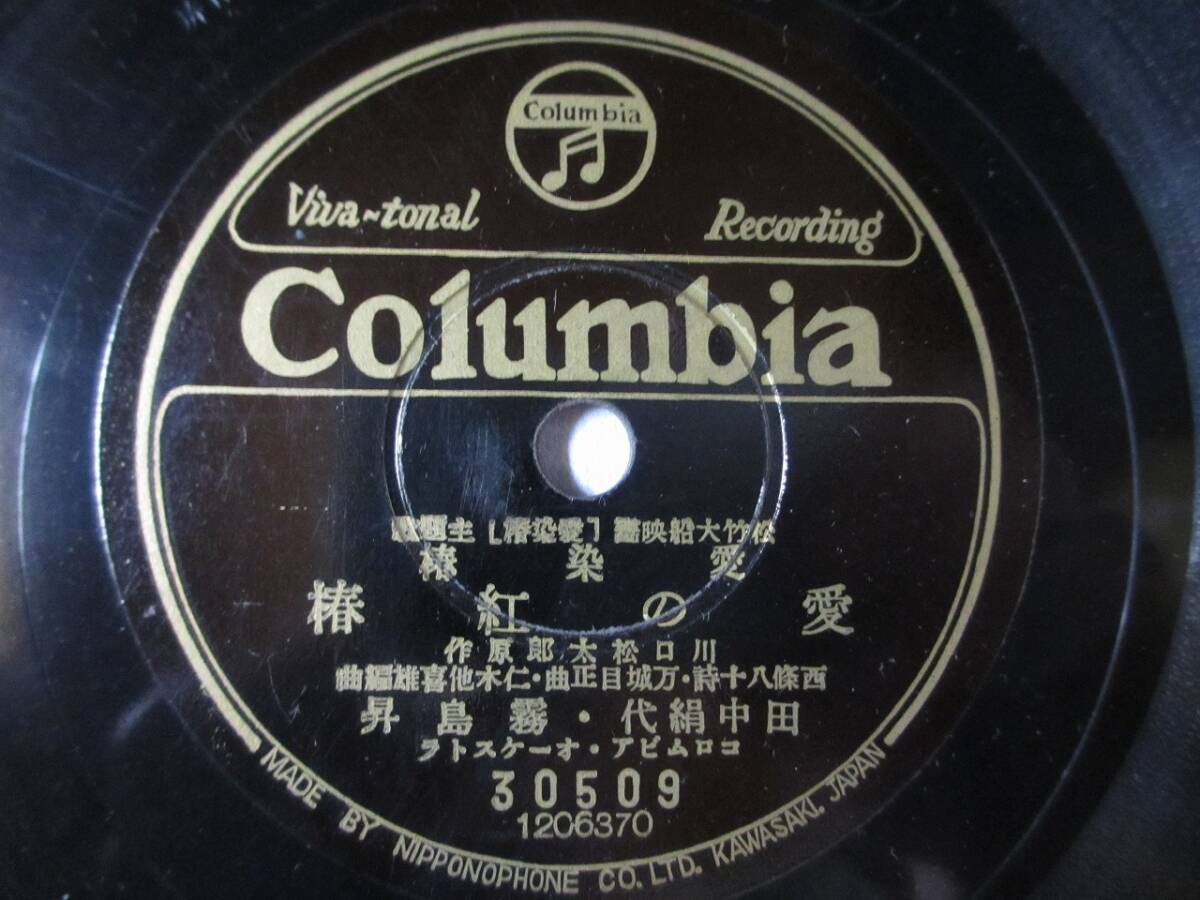 Columbia
Viva~tonal Recording
Columbia
松竹大船映畫「愛染椿」主題歌
愛染椿
愛の紅椿
川口松太郎原作
西條八十詩・万城目正曲・仁木他喜雄編曲
田中絹代・霧島昇
コロムビア・オーケストラ
30509
1206370
MADE BY NIPPONOPHONE CO. LTD. KAWASAKI, JAPAN